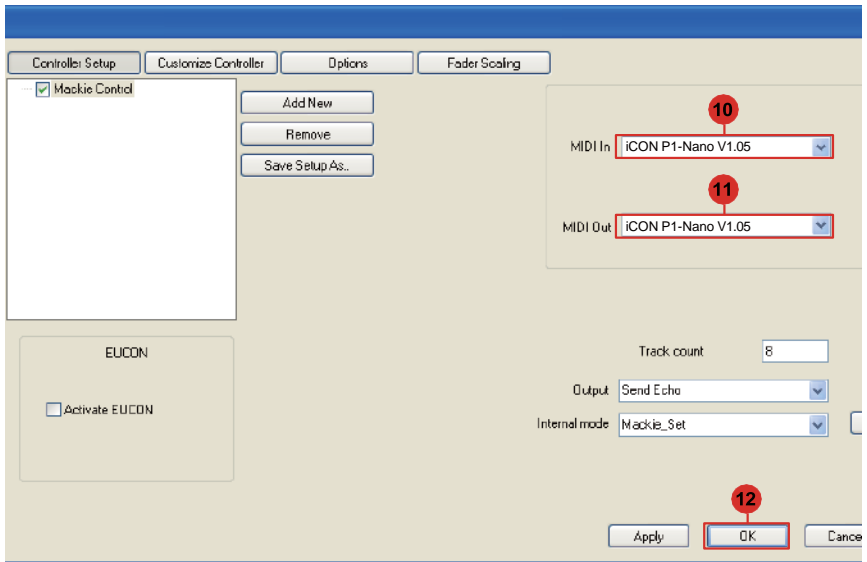 Controller Setup
Customize Controller
Options
Fader Scaling
Mackie Control
Add New
Remove
Save Setup As..
10
MIDI In
iCON P1-Nano V1.05
11
MIDI Out
iCON P1-Nano V1.05
EUCON
Activate EUCON
Track count
8
Output
Send Echo
Internal mode
Mackie_Set
12
Apply
OK
Cance